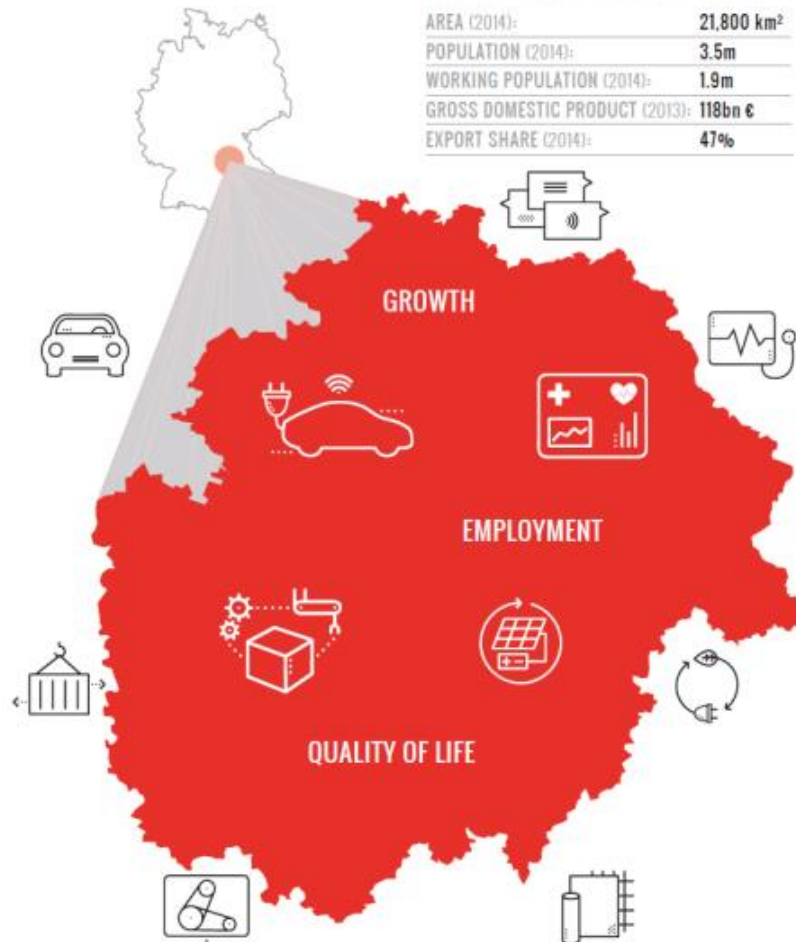 AREA (2014): 21,800 km²
POPULATION (2014): 3.5m
WORKING POPULATION (2014): 1.9m
GROSS DOMESTIC PRODUCT (2013): 118bn €
EXPORT SHARE (2014): 47%
GROWTH
EMPLOYMENT
QUALITY OF LIFE